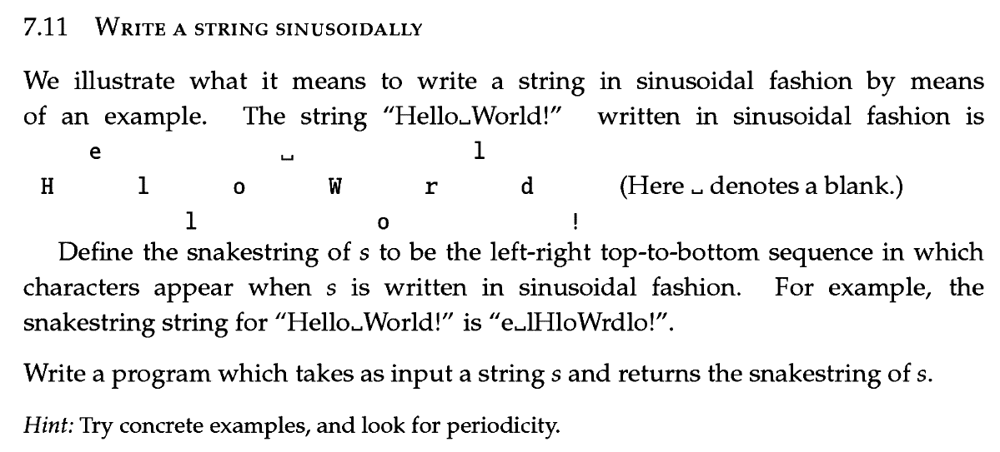 7.11 WRITE A STRING SINUSOIDALLY
We illustrate what it means to write a string in sinusoidal fashion by means
of an example. The string “Hello␣World!” written in sinusoidal fashion is
e ␣ l
H l o W r d (Here ␣ denotes a blank.)
l o !
Define the snakestring of s to be the left-right top-to-bottom sequence in which
characters appear when s is written in sinusoidal fashion. For example, the
snakestring string for “Hello␣World!” is “e␣lHloWrdlo!”.
Write a program which takes as input a string s and returns the snakestring of s.
Hint: Try concrete examples, and look for periodicity.